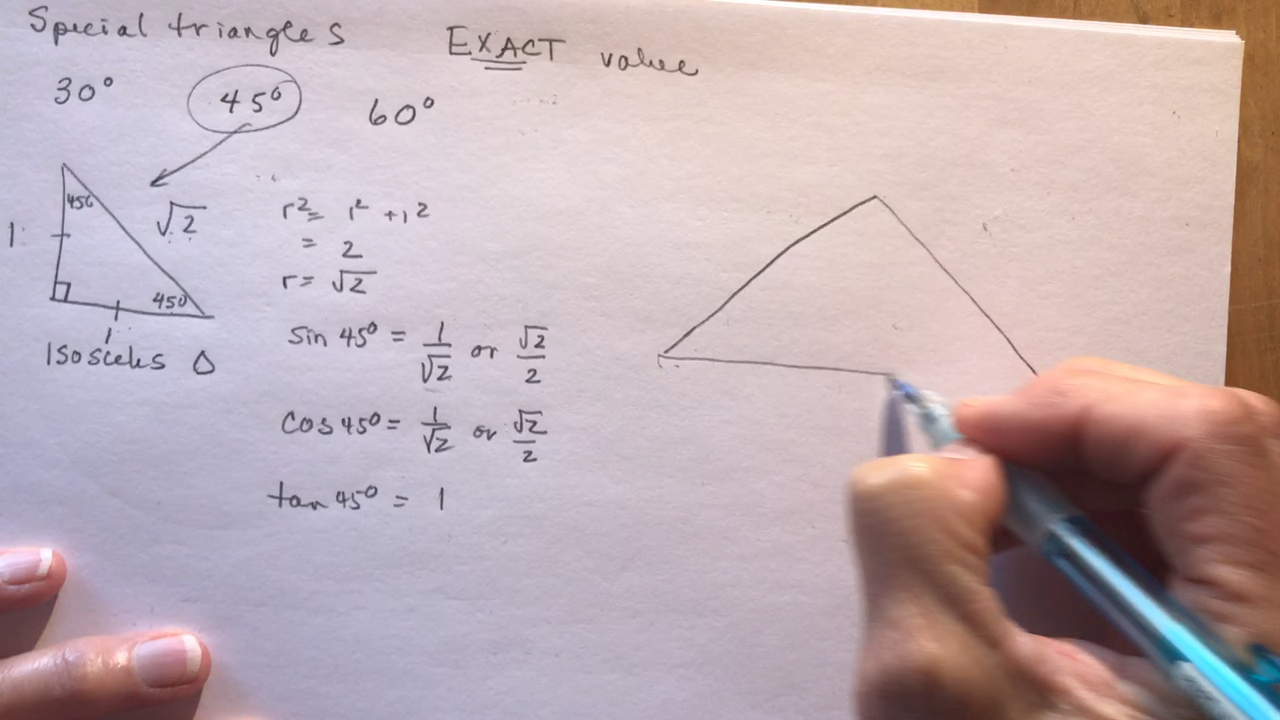 Special triangles EXACT value
30° 45° 60°
45°
1
√2
45°
1
Isosceles Δ
r² = 1² + 1²
= 2
r = √2
sin 45° = 1/√2 or √2/2
cos 45° = 1/√2 or √2/2
tan 45° = 1